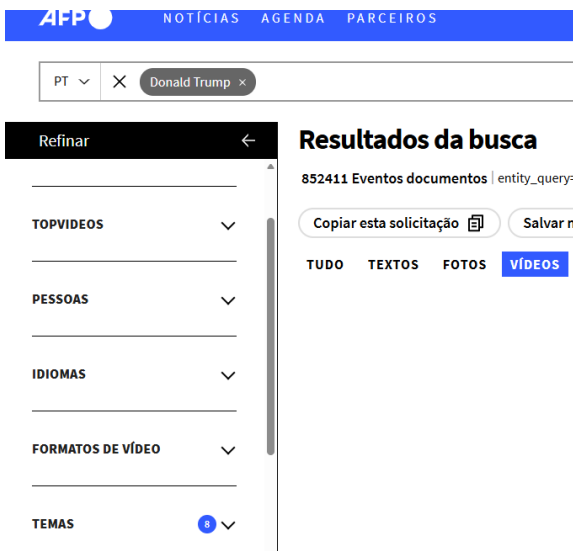 AFP
NOTÍCIAS AGENDA PARCEIROS
PT Donald Trump ×
Refinar
Resultados da busca
852411 Eventos documentos | entity_query=
Copiar esta solicitação Salvar
TUDO TEXTOS FOTOS VÍDEOS
TOPVIDEOS
PESSOAS
IDIOMAS
FORMATOS DE VÍDEO
TEMAS 8